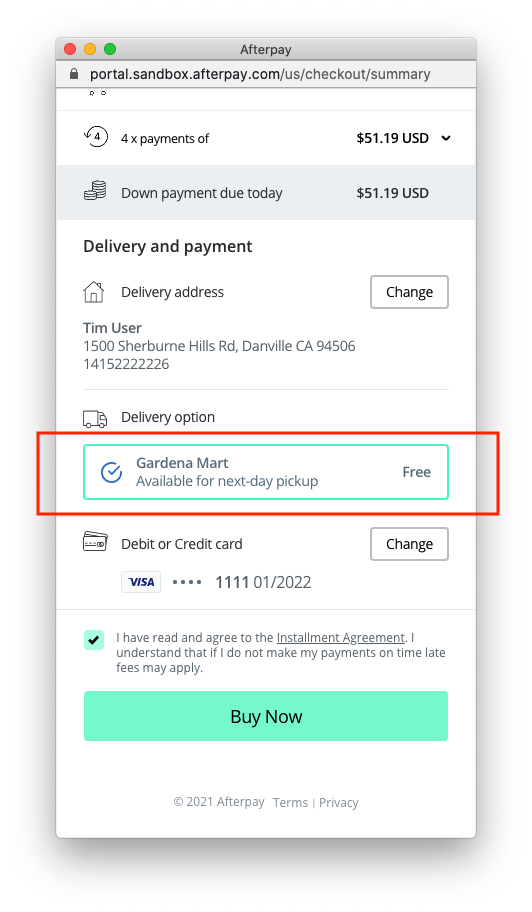 Afterpay
portal.sandbox.afterpay.com/us/checkout/summary
4 4 x payments of $51.19 USD
Down payment due today $51.19 USD
Delivery and payment
Delivery address Change
Tim User
1500 Sherburne Hills Rd, Danville CA 94506
14152222226
Delivery option
Gardena Mart
Available for next-day pickup Free
Debit or Credit card Change
VISA •••• 1111 01/2022
I have read and agree to the Installment Agreement. I
understand that if I do not make my payments on time late
fees may apply.
Buy Now
© 2021 Afterpay Terms | Privacy